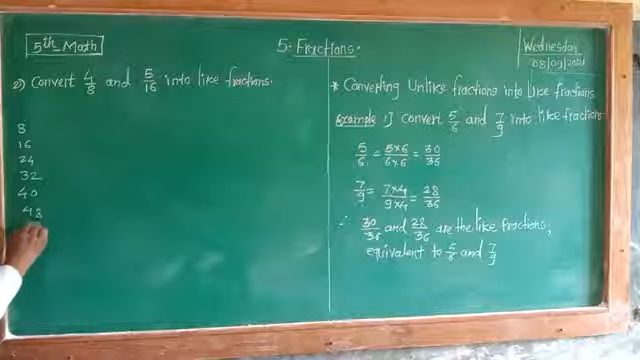 5th Math
5. Fractions.
Wednesday
08/09/2021
2) Convert 4/8 and 5/16 into like fractions.
8
16
24
32
40
48
* Converting Unlike fractions into Like fractions
Example :1] Convert 5/6 and 7/9 into like fractions
5/6 = 5×6/6×6 = 30/36
7/9 = 7×4/9×4 = 28/36
∴ 30/36 and 28/36 are the like fractions,
equivalent to 5/6 and 7/9